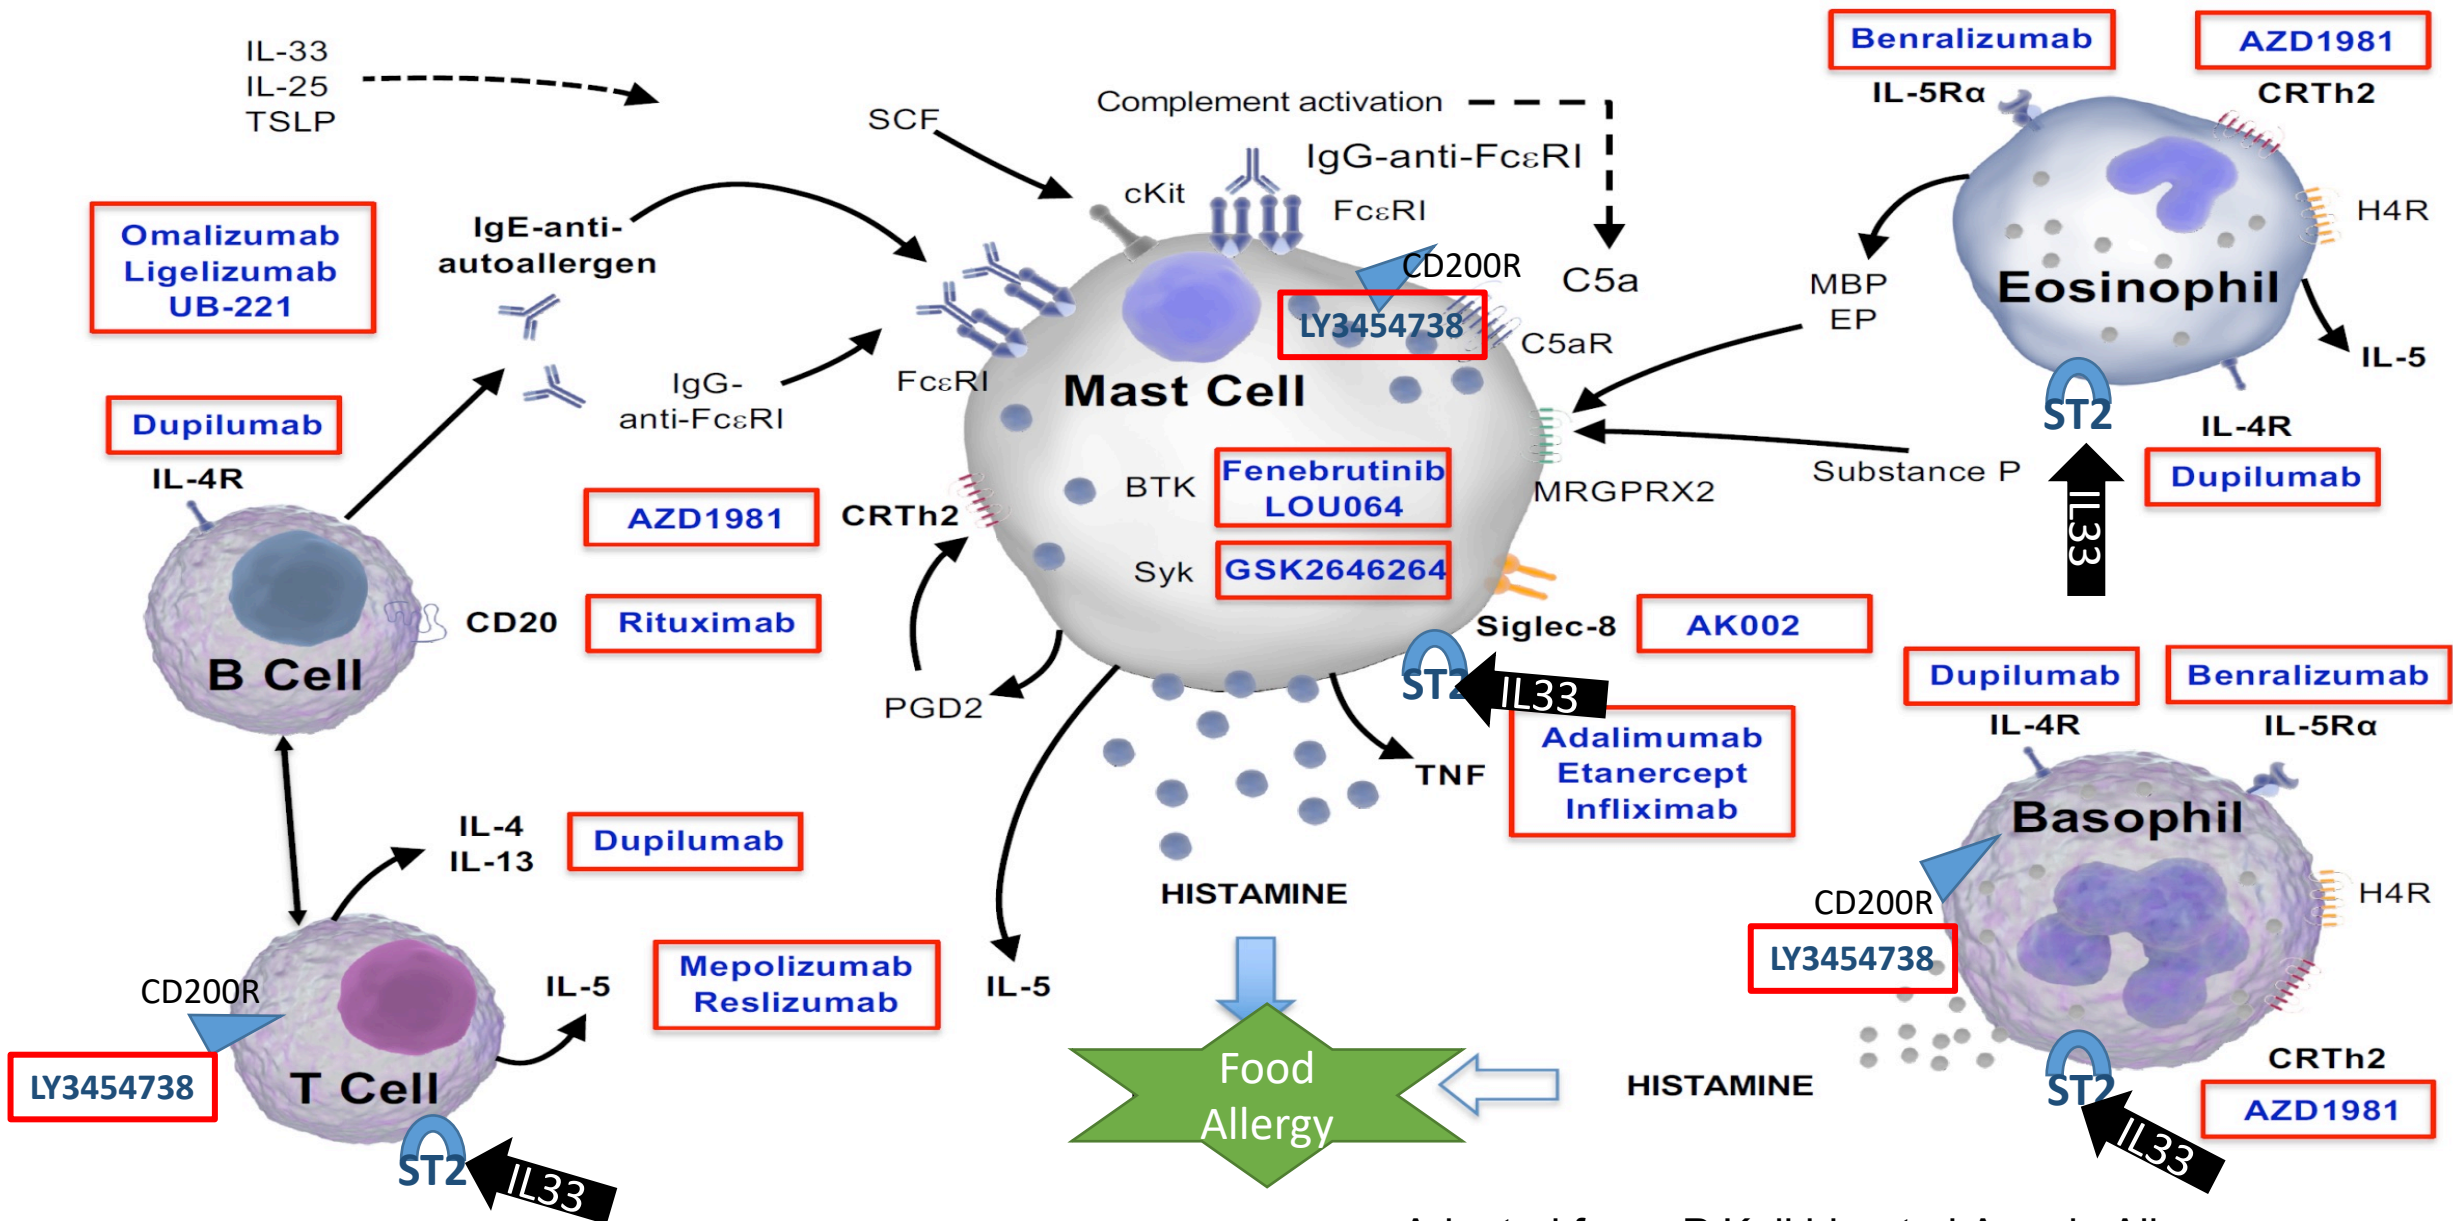 IL-33
IL-25
TSLP
SCF
Complement activation
IgG-anti-FcεRI
cKit
FcεRI
CD200R
LY3454738
C5a
C5aR
Benralizumab
IL-5Rα
AZD1981
CRTh2
H4R
Eosinophil
MBP
EP
IL-5
ST2
IL-4R
Dupilumab
IL33
Omalizumab
Ligelizumab
UB-221
IgE-anti-
autoallergen
IgG-
anti-FcεRI
FcεRI
Mast Cell
BTK
Fenebrutinib
LOU064
Syk
GSK2646264
MRGPRX2
Substance P
Dupilumab
IL-4R
AZD1981
CRTh2
CD20
Rituximab
B Cell
PGD2
Siglec-8
AK002
ST2
IL33
TNF
Adalimumab
Etanercept
Infliximab
HISTAMINE
IL-5
IL-4
IL-13
Dupilumab
CD200R
LY3454738
T Cell
IL-5
Mepolizumab
Reslizumab
ST2
IL33
Food
Allergy
HISTAMINE
Dupilumab
IL-4R
Benralizumab
IL-5Rα
Basophil
CD200R
LY3454738
H4R
CRTh2
AZD1981
ST2
IL33